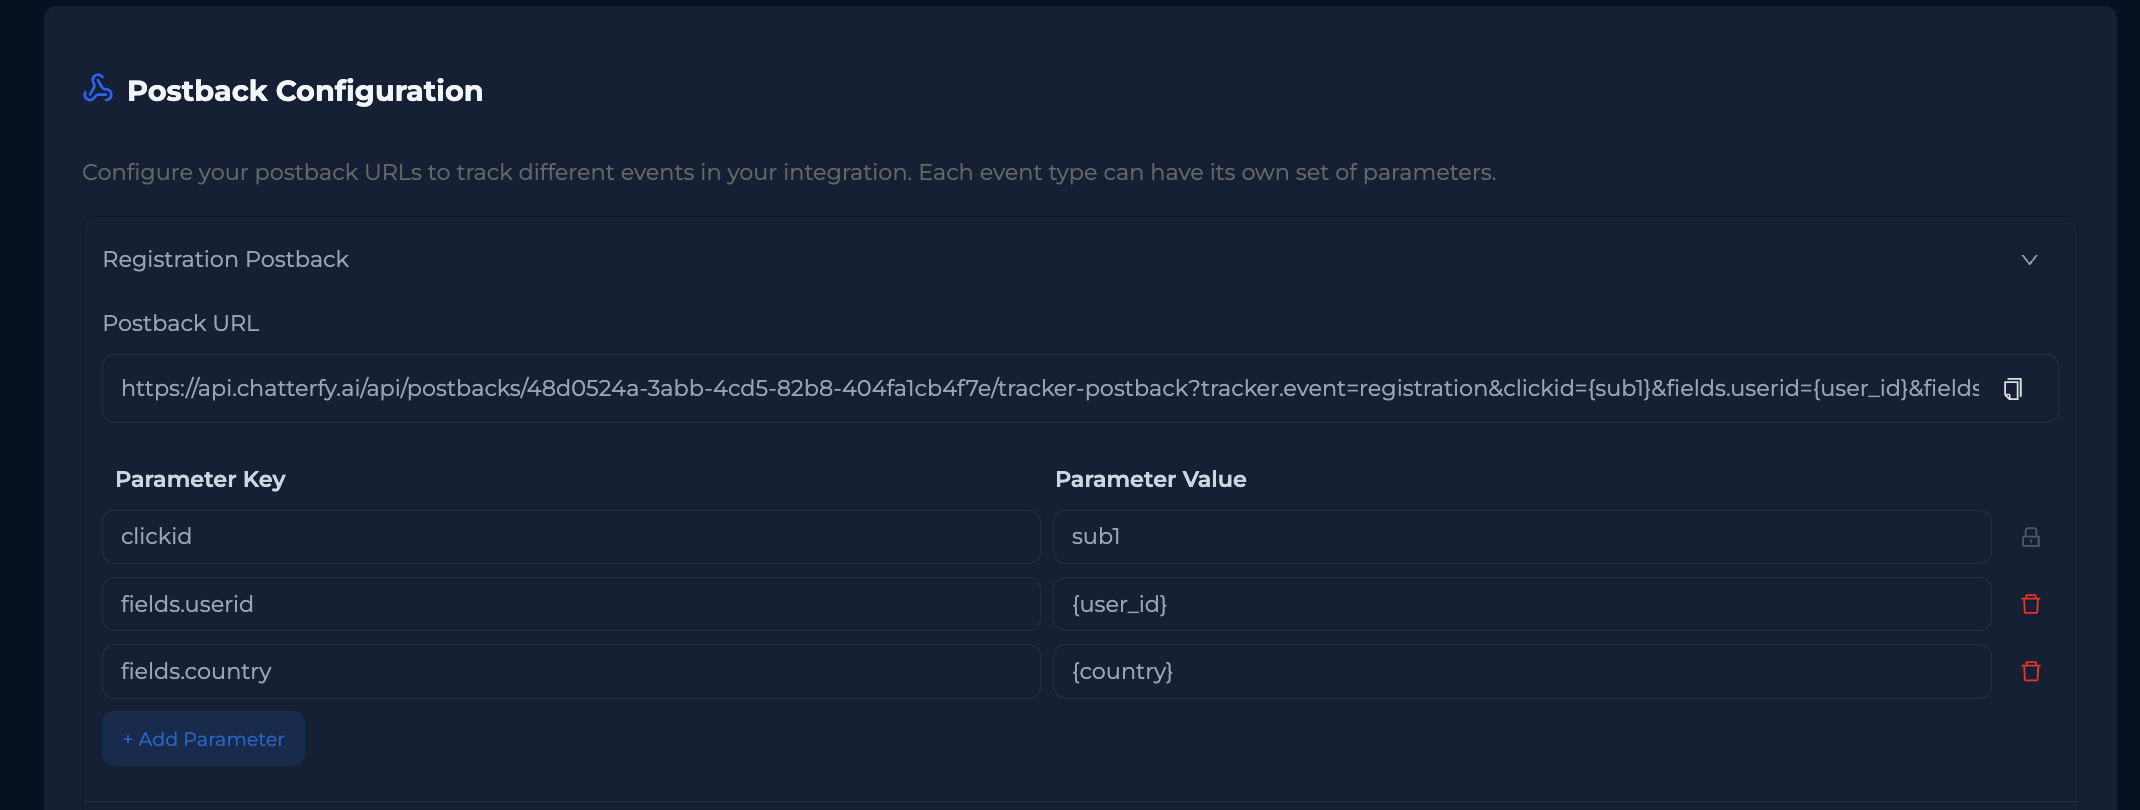 Postback Configuration
Configure your postback URLs to track different events in your integration. Each event type can have its own set of parameters.
Registration Postback
Postback URL
https://api.chatterfy.ai/api/postbacks/48d0524a-3abb-4cd5-82b8-404fa1cb4f7e/tracker-postback?tracker.event=registration&clickid={sub1}&fields.userid={user_id}&fields
Parameter Key Parameter Value
clickid sub1
fields.userid {user_id}
fields.country {country}
+ Add Parameter